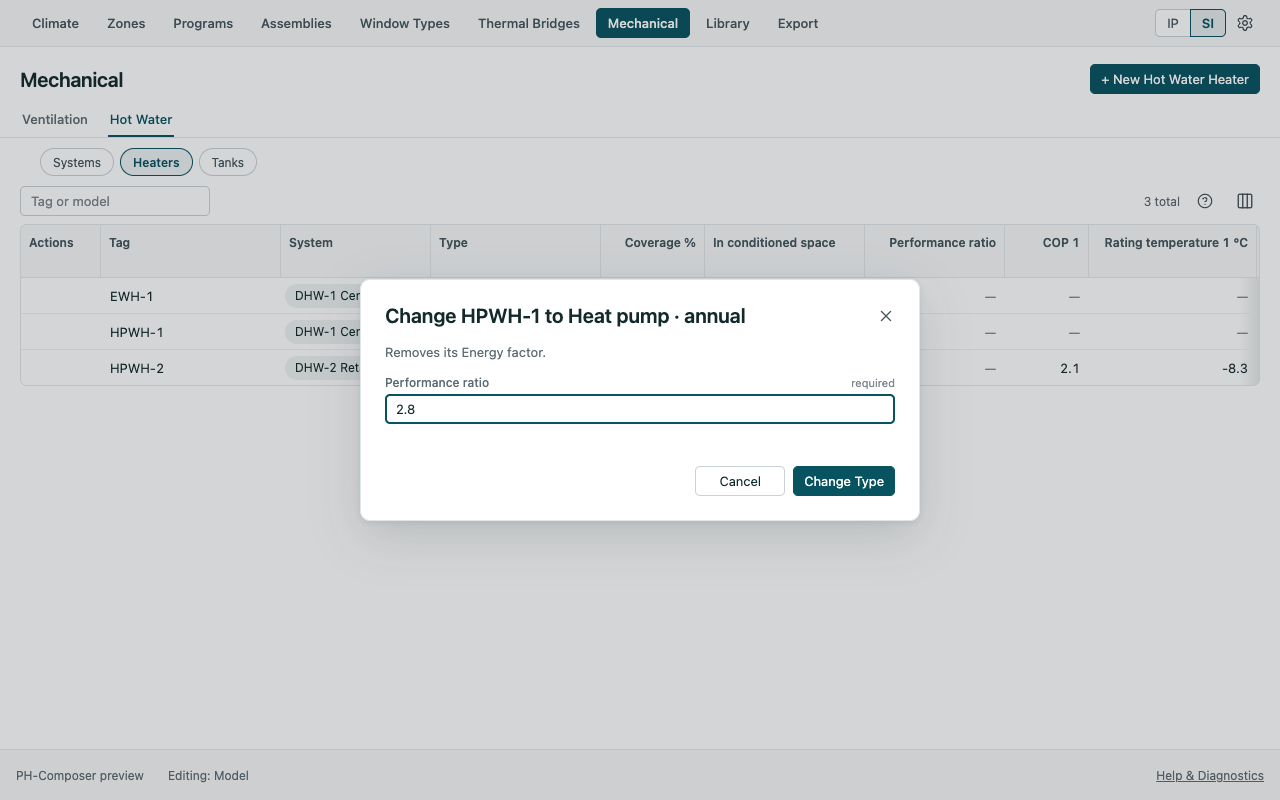 Climate Zones Programs Assemblies Window Types Thermal Bridges Mechanical Library Export IP SI
Mechanical
+ New Hot Water Heater
Ventilation Hot Water
Systems Heaters Tanks
Tag or model
3 total
Actions Tag System Type Coverage % In conditioned space Performance ratio COP 1 Rating temperature 1 °C
EWH-1 DHW-1 Cer — — —
HPWH-1 DHW-1 Cer — — —
HPWH-2 DHW-2 Ret — 2.1 -8.3
Change HPWH-1 to Heat pump · annual
Removes its Energy factor.
Performance ratio required
2.8
Cancel Change Type
PH-Composer preview Editing: Model Help & Diagnostics